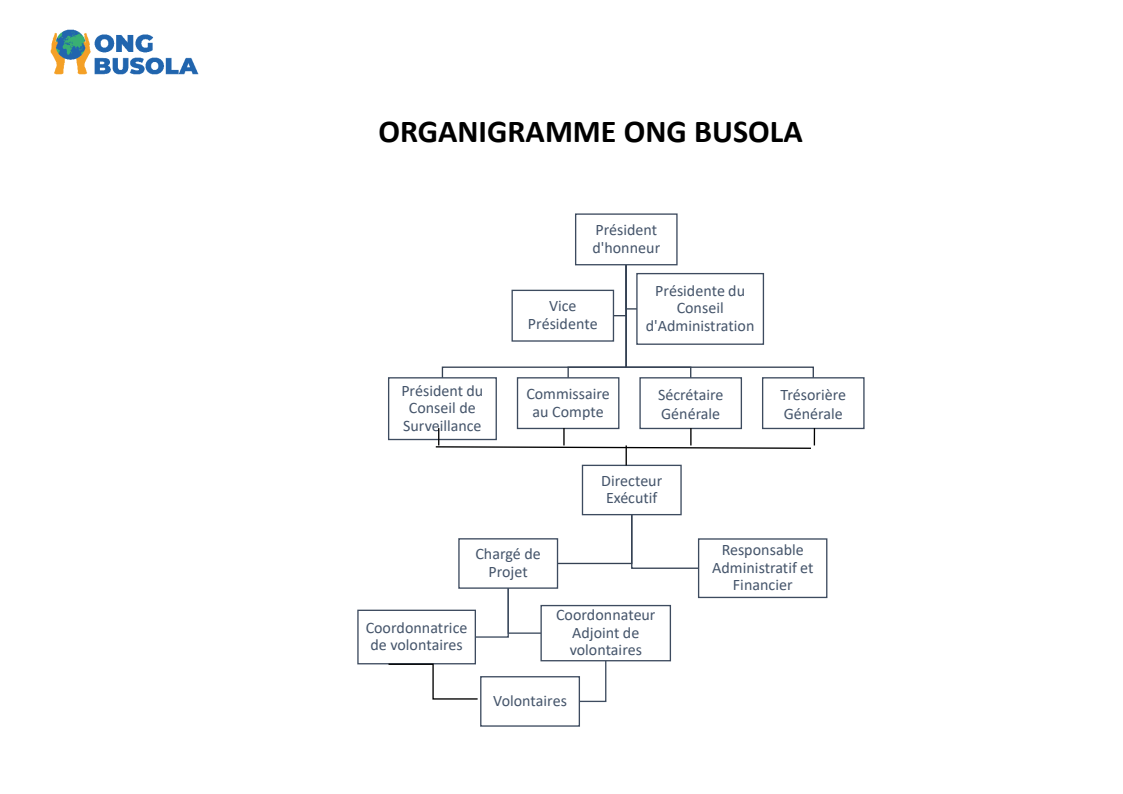 ONG
BUSOLA
ORGANIGRAMME ONG BUSOLA
Président
d'honneur
Vice
Présidente
Présidente du
Conseil
d'Administration
Président du
Conseil de
Surveillance
Commissaire
au Compte
Sécrétaire
Générale
Trésorière
Générale
Directeur
Exécutif
Chargé de
Projet
Responsable
Administratif et
Financier
Coordonnatrice
de volontaires
Coordonnateur
Adjoint de
volontaires
Volontaires